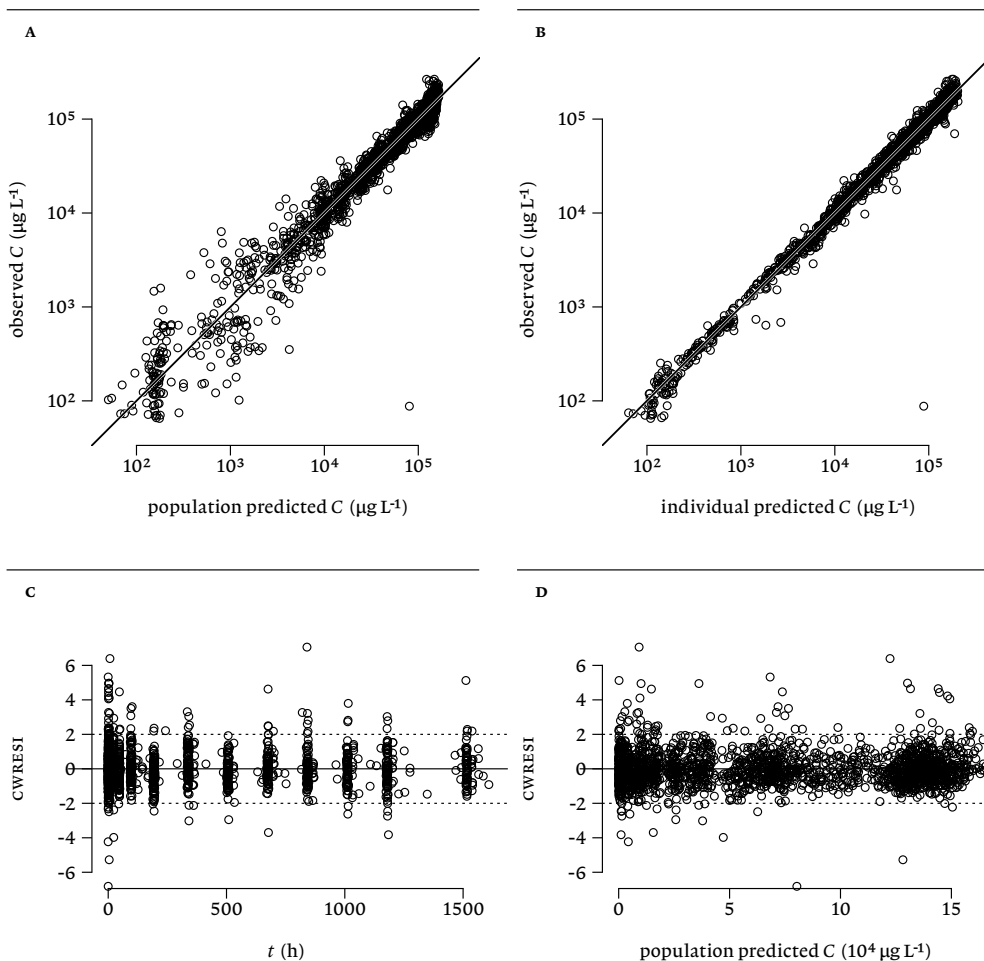 A
observed C (µg L⁻¹)
10⁵
10⁴
10³
10²
10² 10³ 10⁴ 10⁵
population predicted C (µg L⁻¹)
B
observed C (µg L⁻¹)
10⁵
10⁴
10³
10²
10² 10³ 10⁴ 10⁵
individual predicted C (µg L⁻¹)
C
CWRESI
6
4
2
0
-2
-4
-6
0 500 1000 1500
t (h)
D
CWRESI
6
4
2
0
-2
-4
-6
0 5 10 15
population predicted C (10⁴ µg L⁻¹)